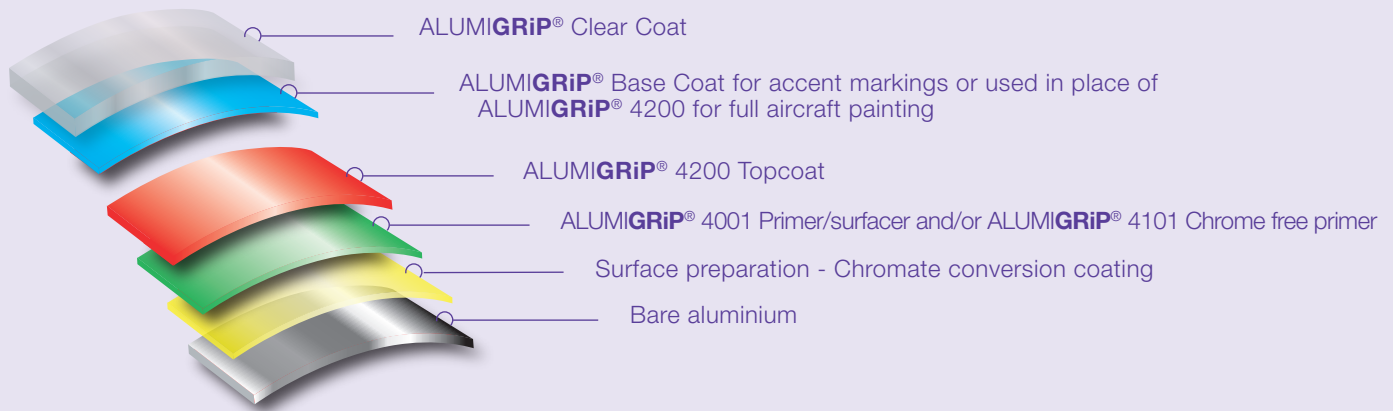 ALUMIGRiP® Clear Coat
ALUMIGRiP® Base Coat for accent markings or used in place of
ALUMIGRiP® 4200 for full aircraft painting
ALUMIGRiP® 4200 Topcoat
ALUMIGRiP® 4001 Primer/surfacer and/or ALUMIGRiP® 4101 Chrome free primer
Surface preparation - Chromate conversion coating
Bare aluminium